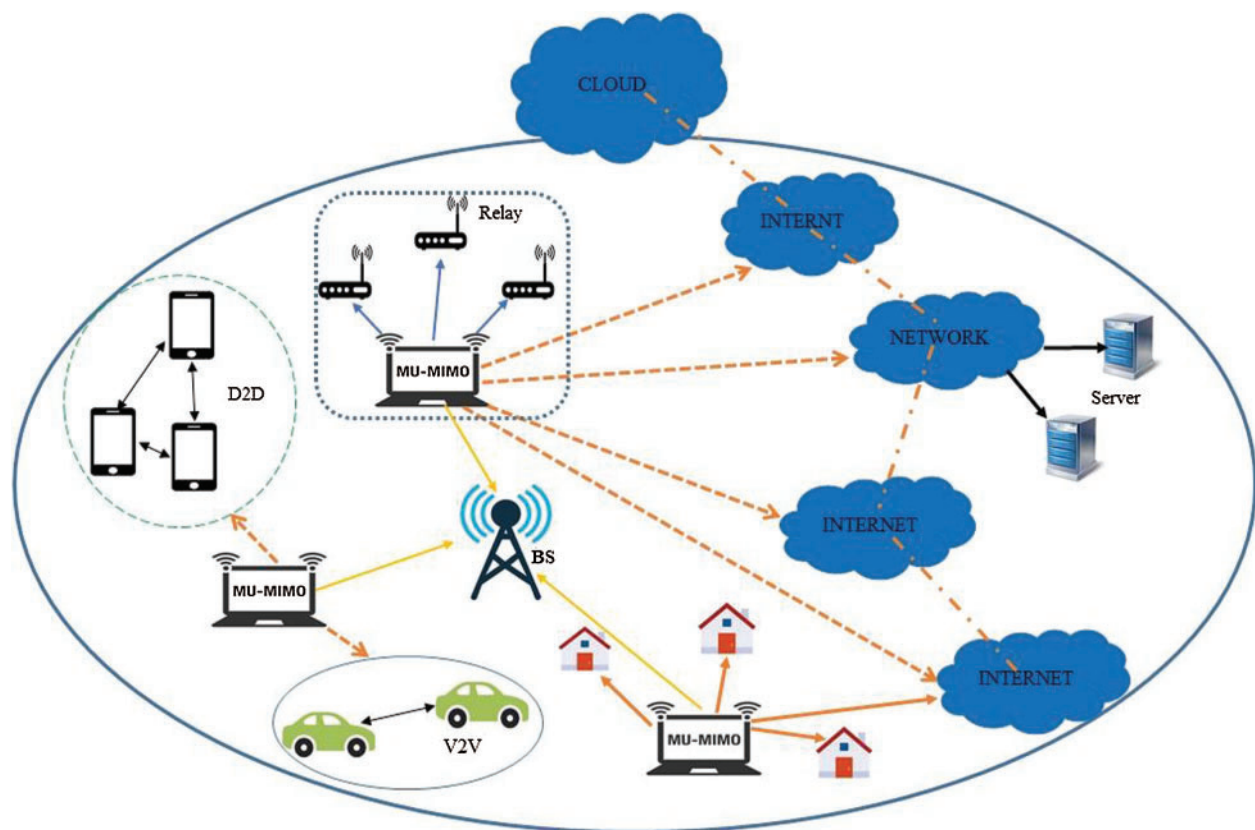 CLOUD
Relay
INTERNT
MU-MIMO
NETWORK
D2D
Server
INTERNET
BS
MU-MIMO
INTERNET
V2V
MU-MIMO